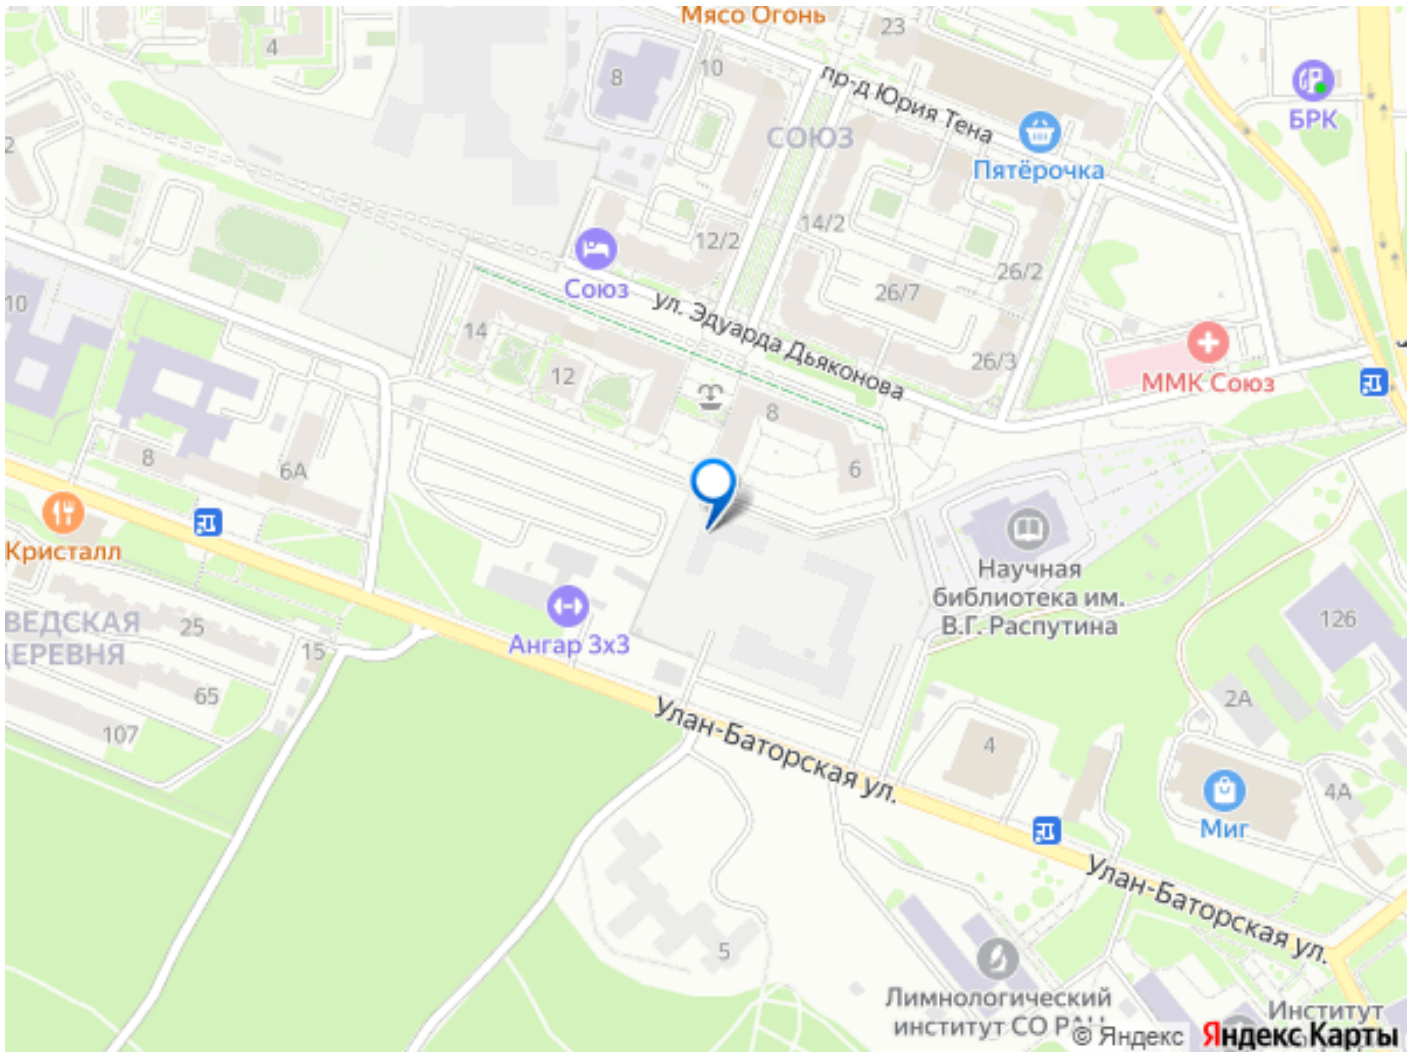 Мясо Огонь
23
4
8
10
пр-д Юрия Тена
БРК
СОЮЗ
Пятёрочка
2
12/2
14/2
Союз
26/2
26/7
10
ул. Эдуарда Дьяконова
14
26/3
12
ММК Союз
8
8
6А
6
Кристалл
Научная
библиотека им.
В.Г. Распутина
ВЕДСКАЯ
ДЕРЕВНЯ
25
15
Ангар 3х3
126
65
107
2А
Улан-Баторская ул.
4
4А
Миг
Улан-Баторская ул.
5
Лимнологический
институт СО РАН
Институт
© Яндекс Яндекс Карты